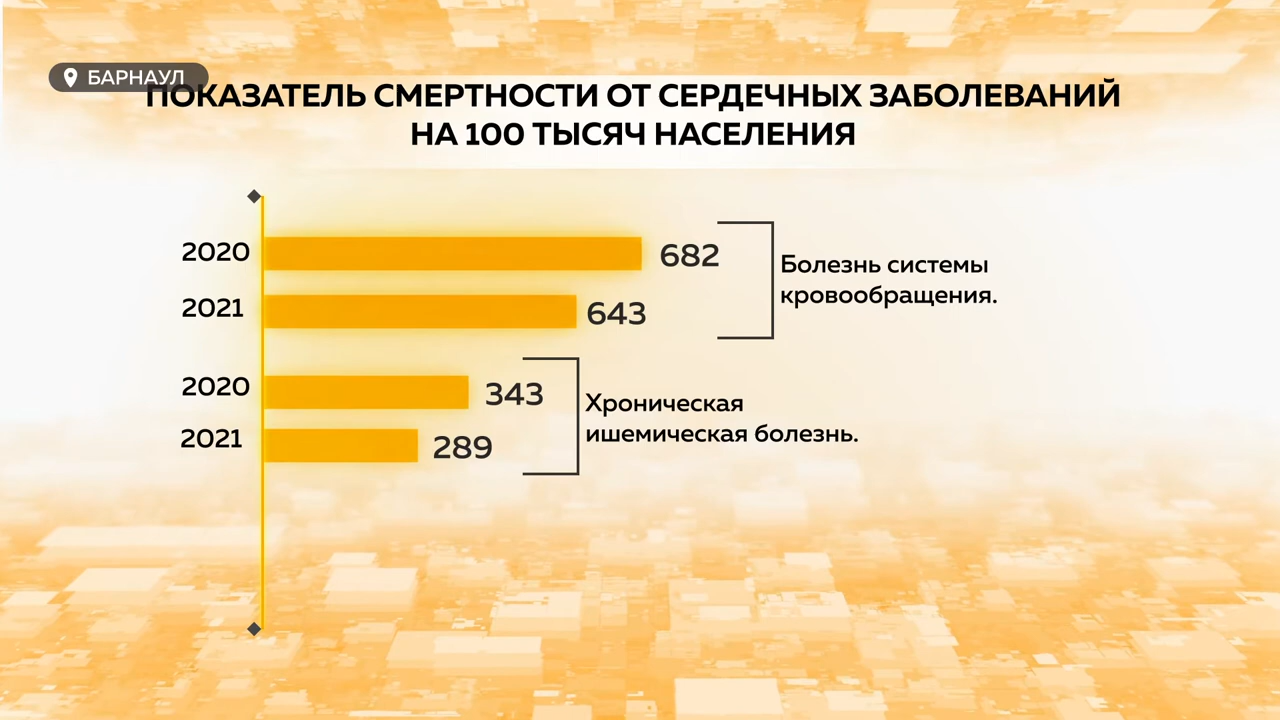 БАРНАУЛ
ПОКАЗАТЕЛЬ СМЕРТНОСТИ ОТ СЕРДЕЧНЫХ ЗАБОЛЕВАНИЙ
НА 100 ТЫСЯЧ НАСЕЛЕНИЯ
2020
682
2021
643
Болезнь системы
кровообращения.
2020
343
2021
289
Хроническая
ишемическая болезнь.